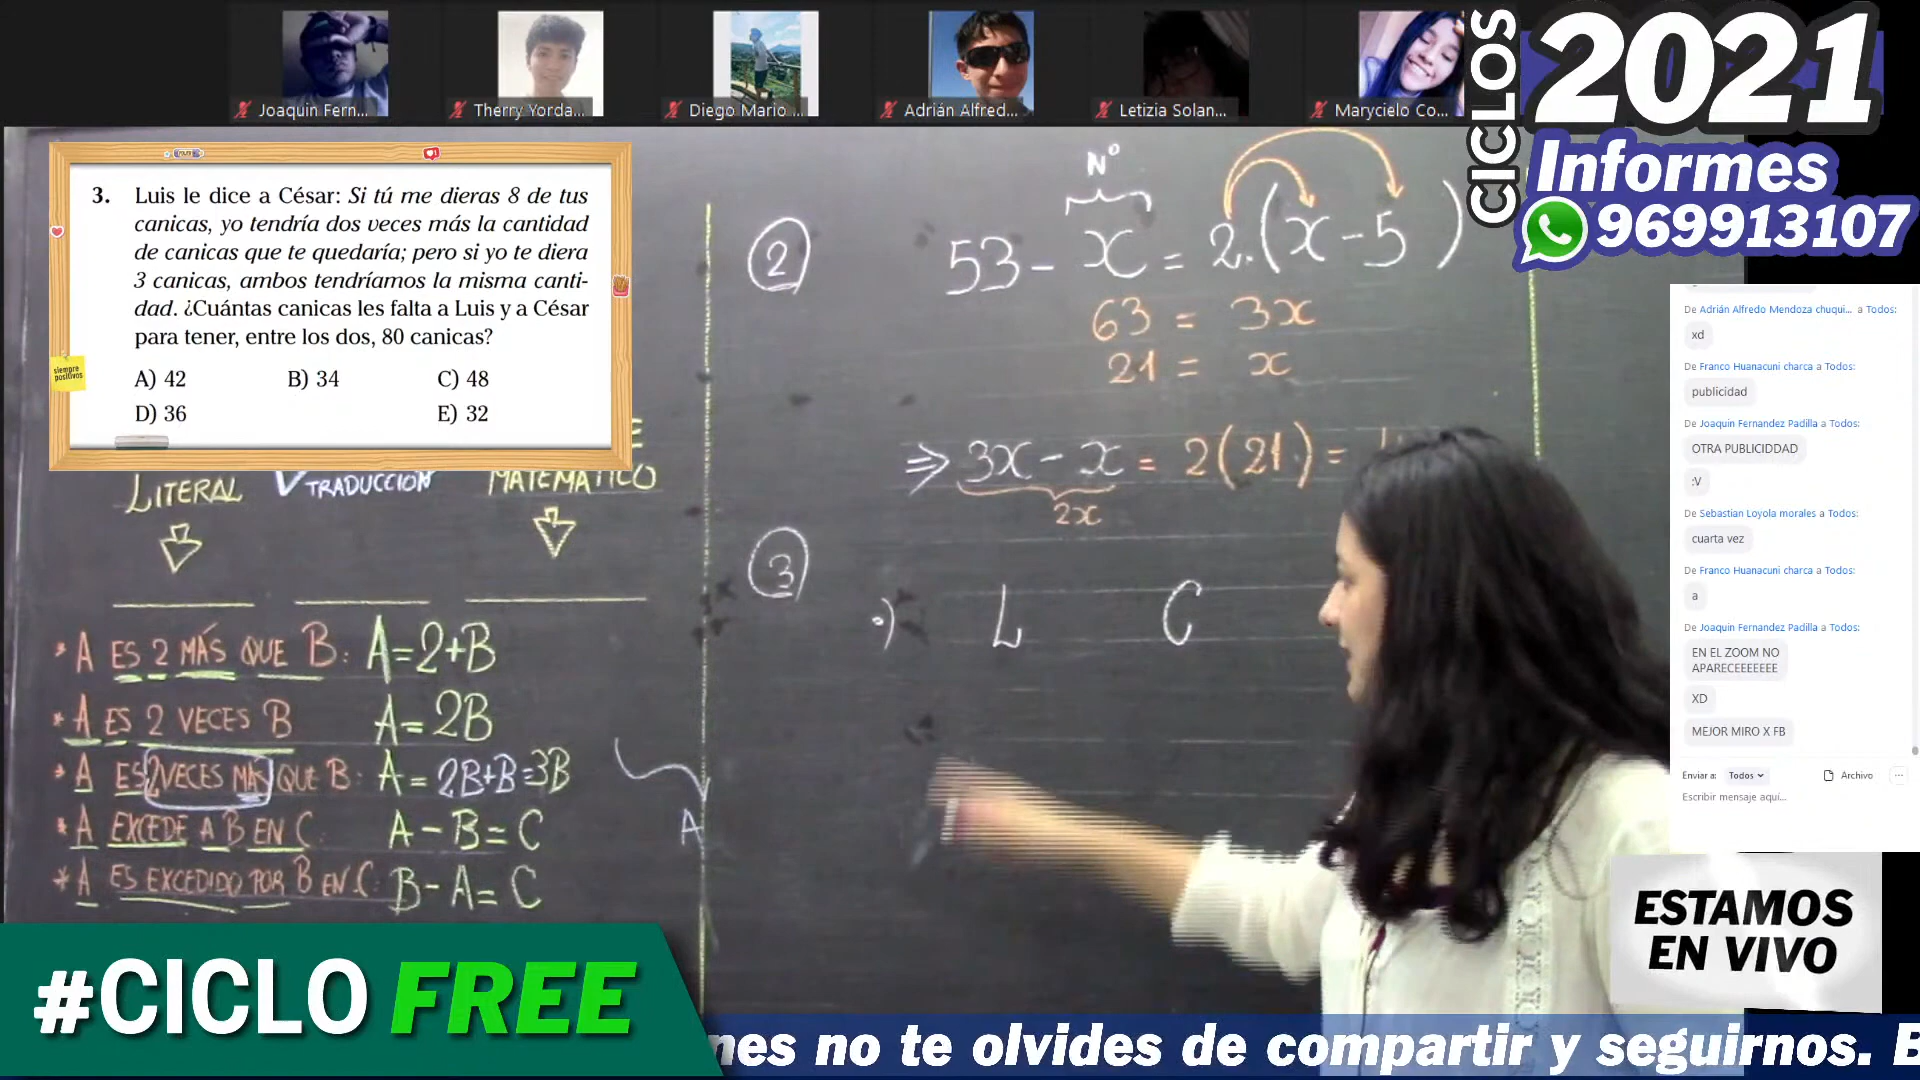 Joaquin Fern...
Therry Yorda...
Diego Mario ...
Adrián Alfred...
Letizia Solan...
Marycielo Co...
CICLOS
2021
Informes
969913107
3. Luis le dice a César: Si tú me dieras 8 de tus
canicas, yo tendría dos veces más la cantidad
de canicas que te quedaría; pero si yo te diera
3 canicas, ambos tendríamos la misma canti-
dad. ¿Cuántas canicas les falta a Luis y a César
para tener, entre los dos, 80 canicas?
A) 42 B) 34 C) 48
D) 36 E) 32
siempre
positivos
LITERAL TRADUCCIÓN MATEMÁTICO
* A ES 2 MÁS QUE B: A=2+B
* A ES 2 VECES B A=2B
* A ES 2 VECES MÁS QUE B: A= 2B+B=3B
* A EXCEDE A B EN C: A-B=C
* A ES EXCEDIDO POR B EN C: B-A=C
A
2
N°
53-x=2.(x-5)
63 = 3x
21 = x
⇒ 3x-x = 2(21)=
2x
3
•) L C
De Adrián Alfredo Mendoza chuqui... a Todos:
xd
De Franco Huanacuni charca a Todos:
publicidad
De Joaquin Fernandez Padilla a Todos:
OTRA PUBLICIDDAD
:V
De Sebastian Loyola morales a Todos:
cuarta vez
De Franco Huanacuni charca a Todos:
a
De Joaquin Fernandez Padilla a Todos:
EN EL ZOOM NO
APARECEEEEEEE
XD
MEJOR MIRO X FB
Enviar a: Todos Archivo ...
Escribir mensaje aquí...
ESTAMOS
EN VIVO
#CICLO FREE
nes no te olvides de compartir y seguirnos. B